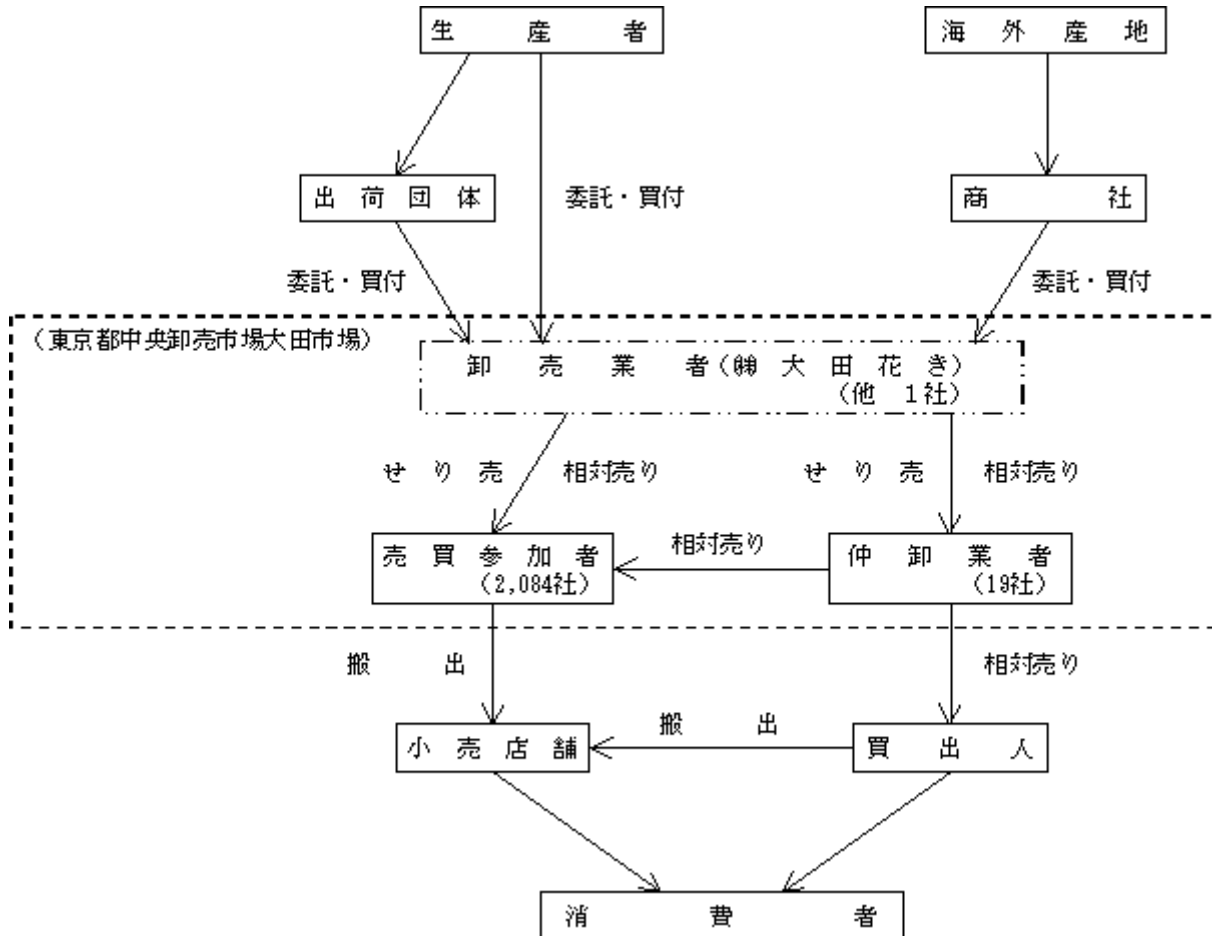 生産者
海外産地
出荷団体
委託・買付
商社
委託・買付
委託・買付
（東京都中央卸売市場大田市場）
卸売業者（㈱大田花き）
（他 1社）
せり売 相対売り
せり売 相対売り
売買参加者
（2,084社）
相対売り
仲卸業者
（19社）
搬出
相対売り
小売店舗
搬出
買出人
消費者